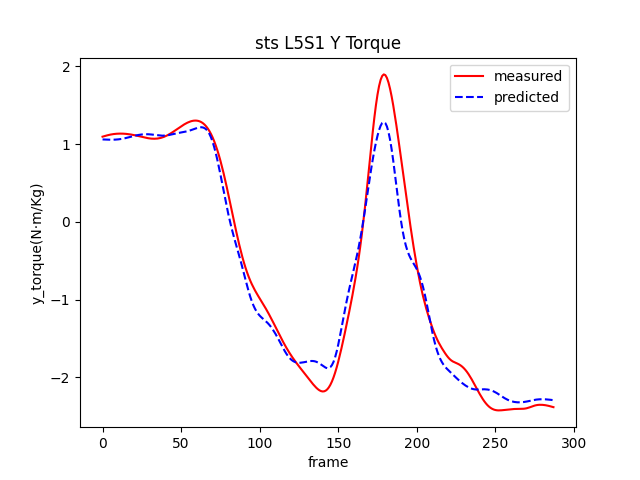 sts L5S1 Y Torque
measured
predicted
y_torque(N·m/Kg)
2
1
0
−1
−2
0
50
100
150
200
250
300
frame